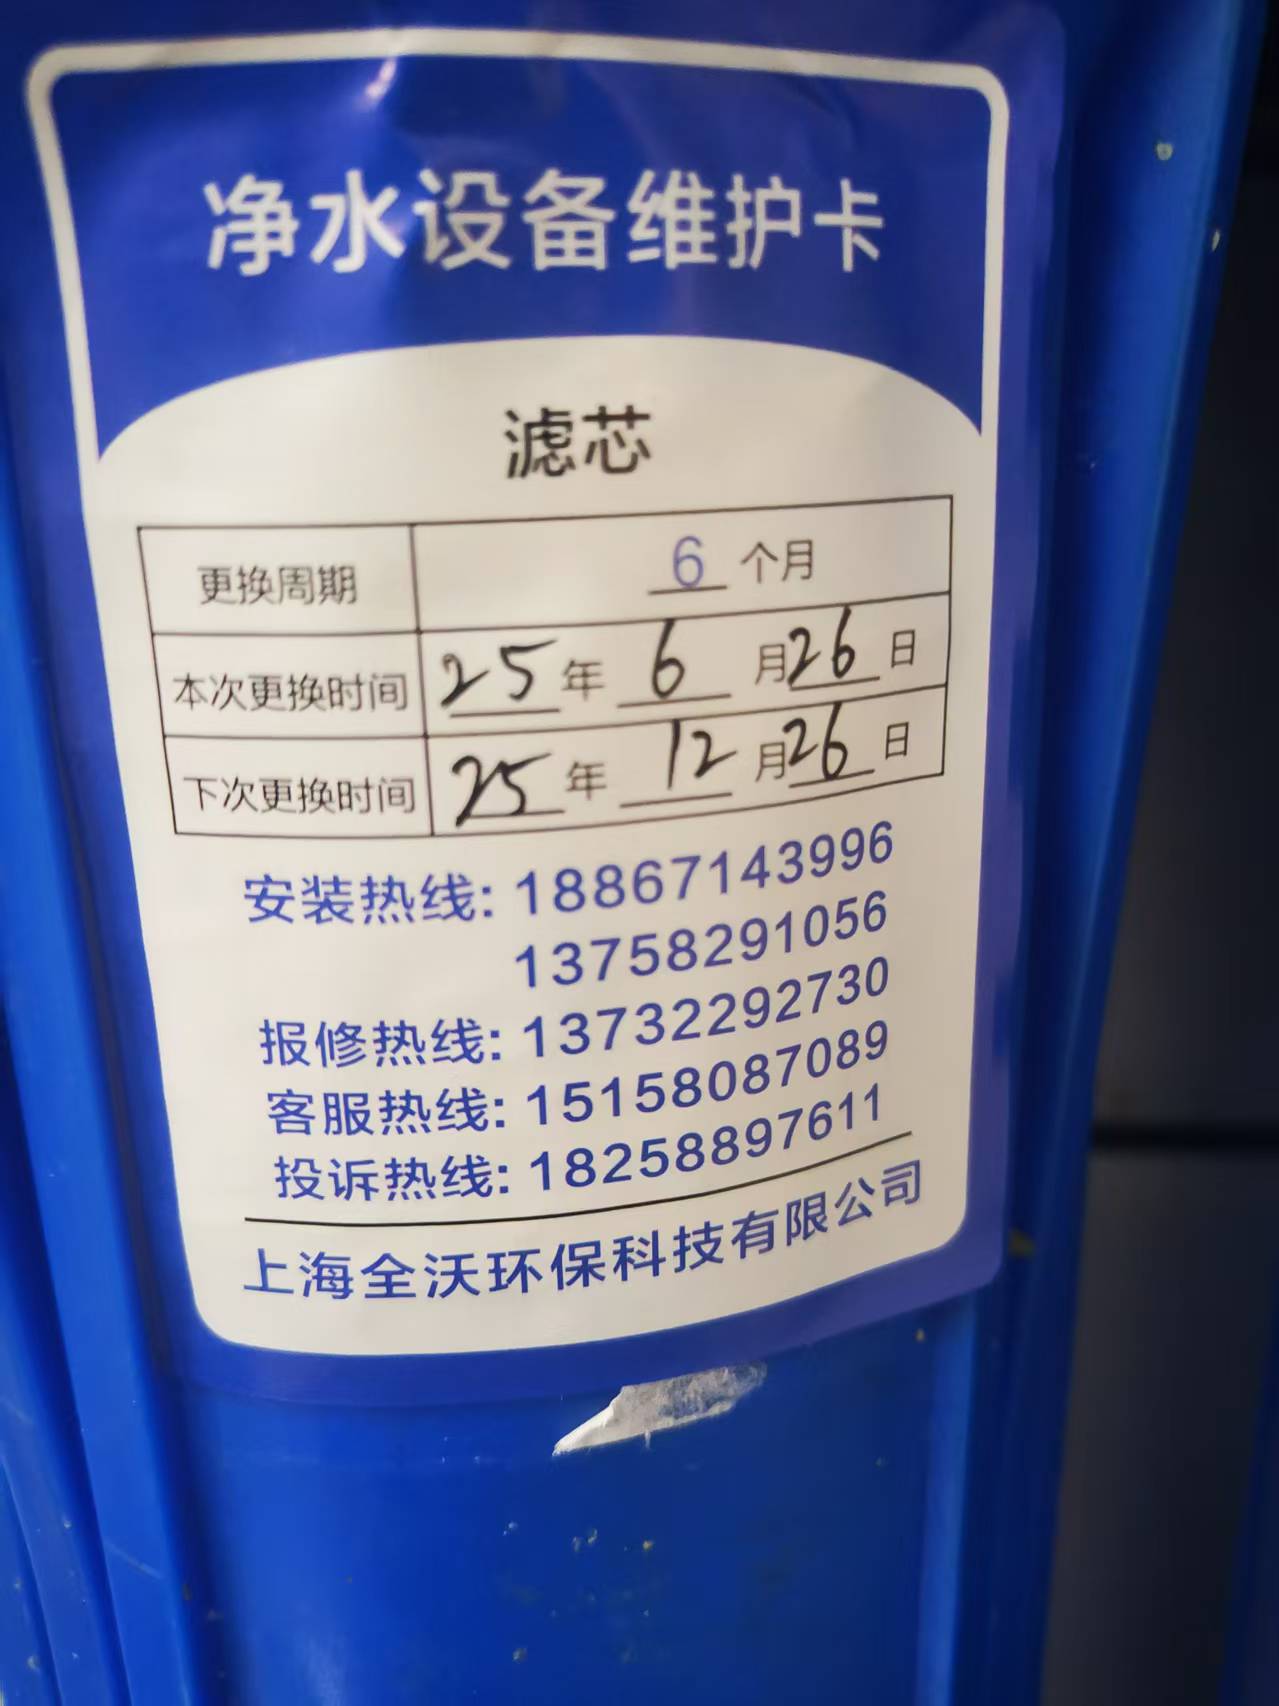 净水设备维护卡
滤芯
更换周期 6 个月
本次更换时间 25 年 6 月 26 日
下次更换时间 25 年 12 月 26 日
安装热线: 18867143996
13758291056
报修热线: 13732292730
客服热线: 15158087089
投诉热线: 18258897611
上海全沃环保科技有限公司